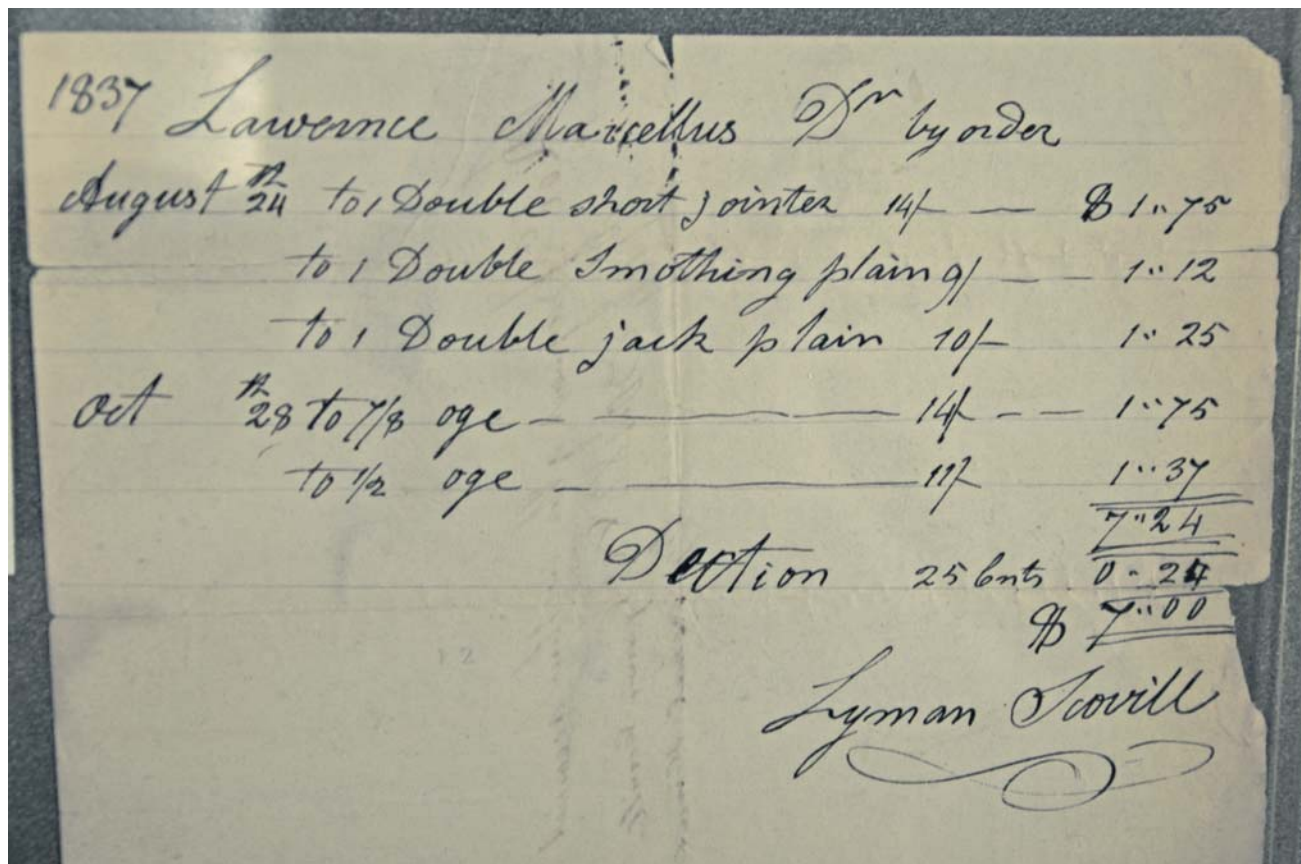 1837 Lawernce Marcellus Dr by order
August 24th to 1 Double short jointer 14/- — $ 1"75
to 1 Double Smothing plain 9/ — — 1"12
to 1 Double jack plain 10/- 1"25
Oct 28th to 7/8 oge — ——— 14/- — — 1"75
to 1/2 oge — ——— 11/- 1"37
7"24
Dection 25 Cnts 0-24
$ 7"00
12
Lyman Scovill